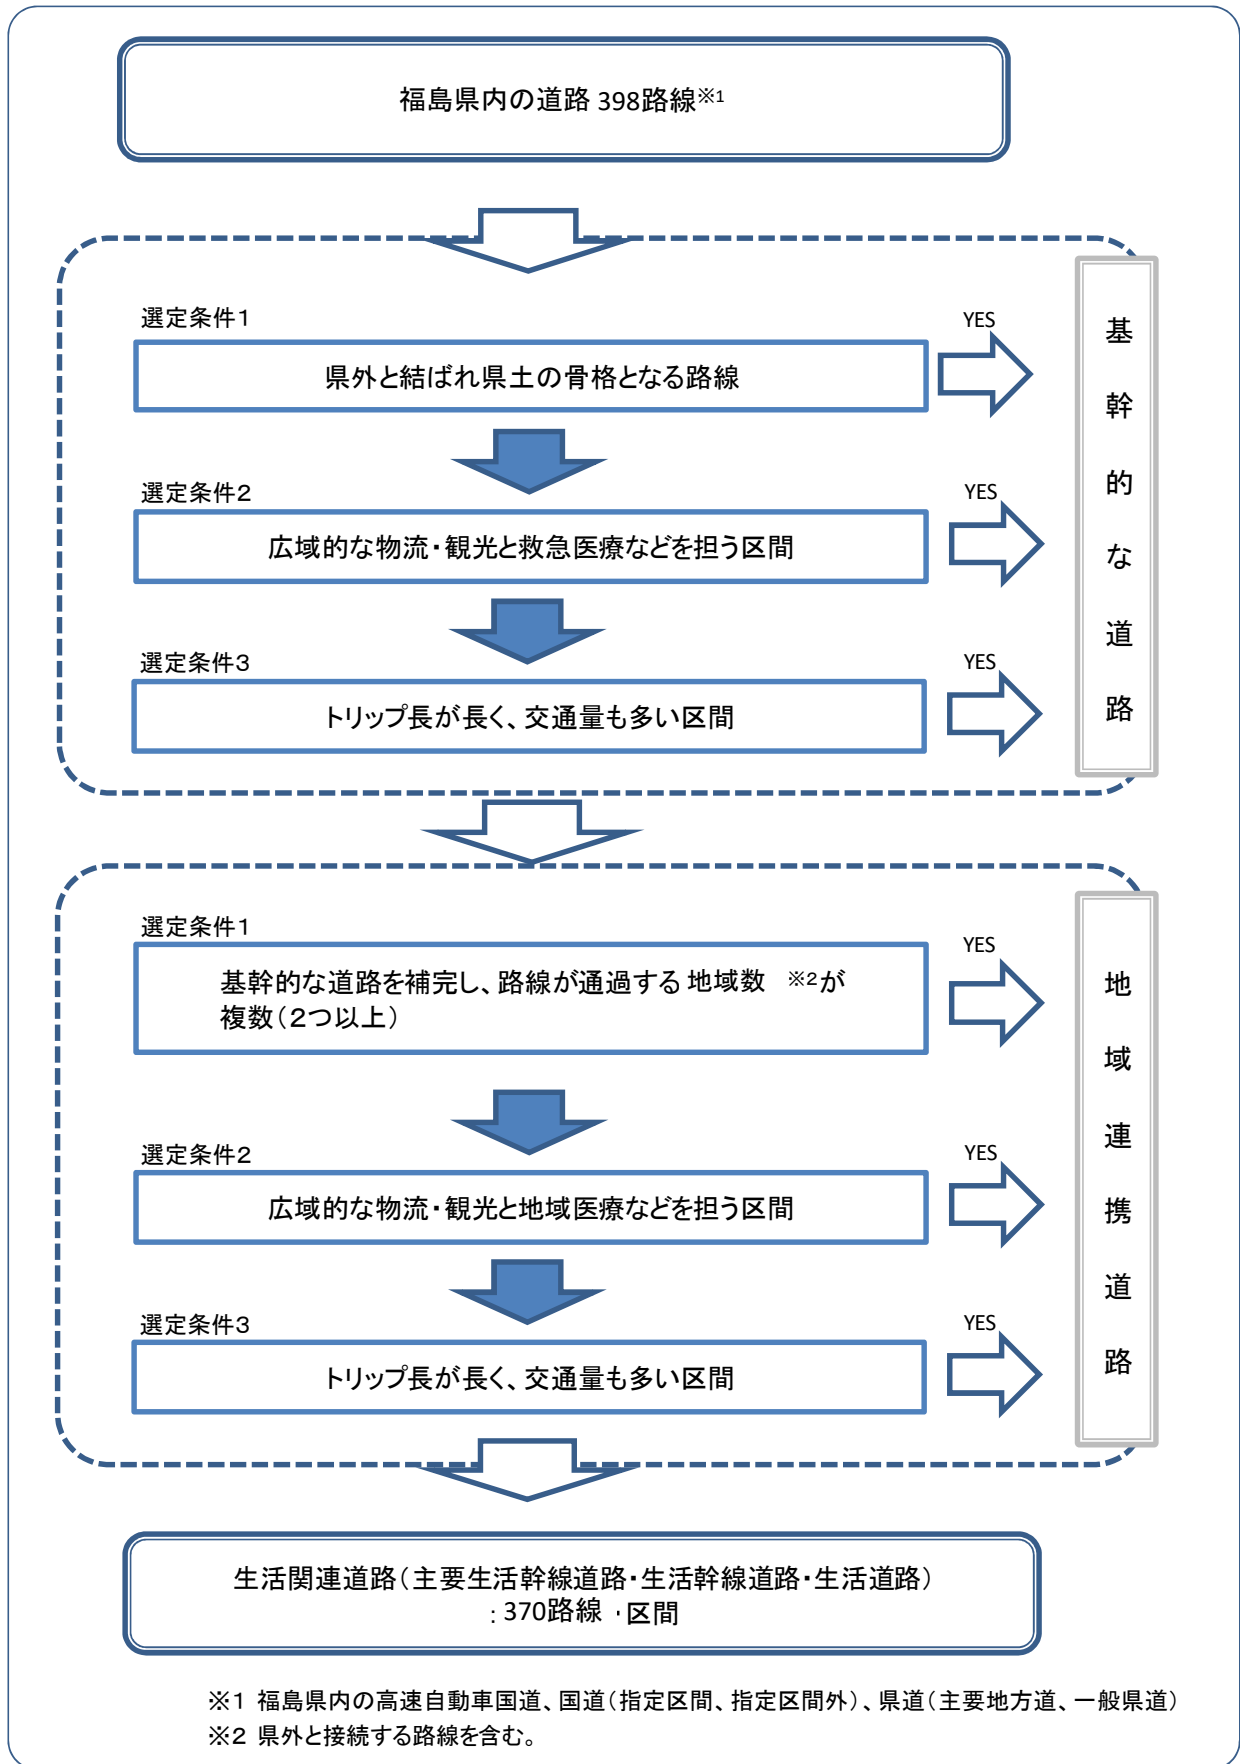 福島県内の道路 398路線※1
選定条件1
YES
県外と結ばれ県土の骨格となる路線
選定条件2
YES
広域的な物流・観光と救急医療などを担う区間
選定条件3
YES
トリップ長が長く、交通量も多い区間
基幹的な道路
選定条件1
YES
基幹的な道路を補完し、路線が通過する 地域数 ※2が
複数(2つ以上)
選定条件2
YES
広域的な物流・観光と地域医療などを担う区間
選定条件3
YES
トリップ長が長く、交通量も多い区間
地域連携道路
生活関連道路(主要生活幹線道路・生活幹線道路・生活道路)
:370路線・区間
※1 福島県内の高速自動車国道、国道(指定区間、指定区間外)、県道(主要地方道、一般県道)
※2 県外と接続する路線を含む。